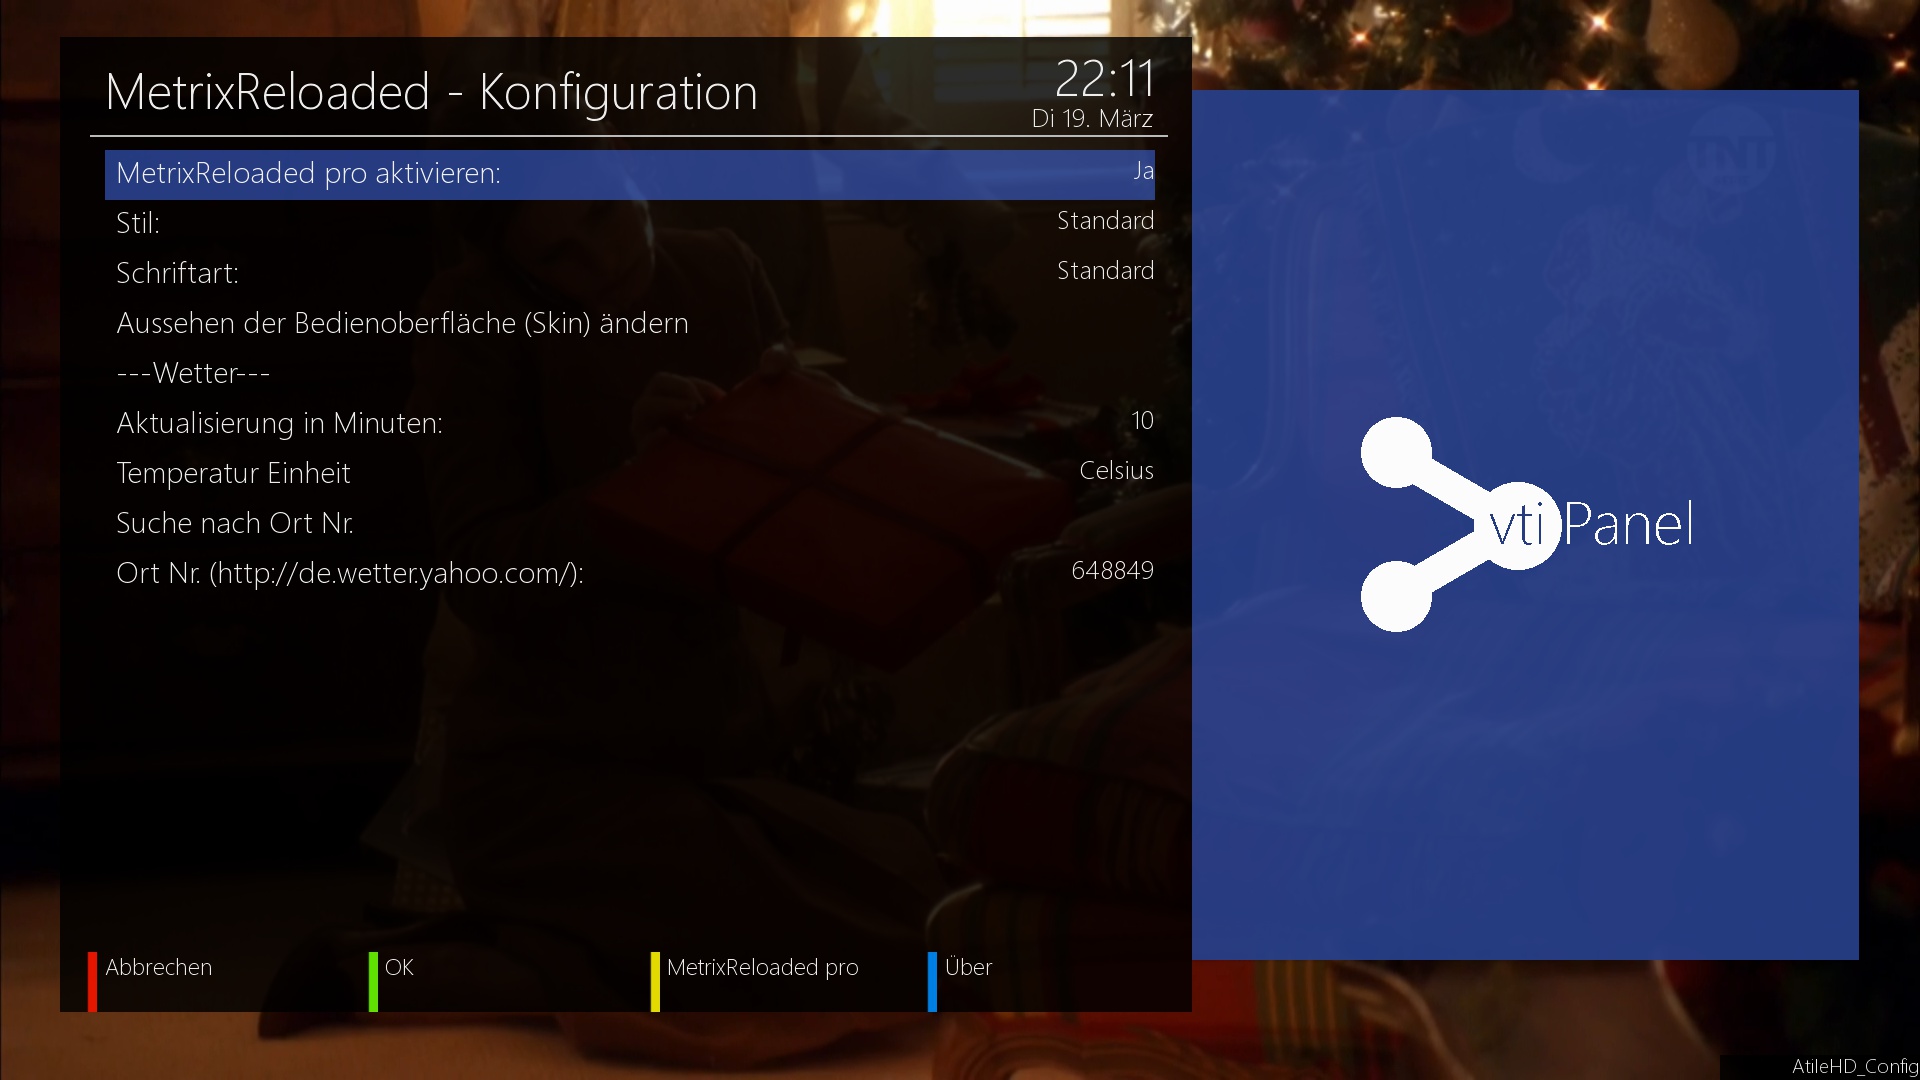 MetrixReloaded - Konfiguration
22:11
Di 19. März
MetrixReloaded pro aktivieren: Ja
Stil: Standard
Schriftart: Standard
Aussehen der Bedienoberfläche (Skin) ändern
---Wetter---
Aktualisierung in Minuten: 10
Temperatur Einheit Celsius
Suche nach Ort Nr.
Ort Nr. (http://de.wetter.yahoo.com/): 648849
TNT
vti Panel
Abbrechen
OK
MetrixReloaded pro
Über
AtileHD_Config